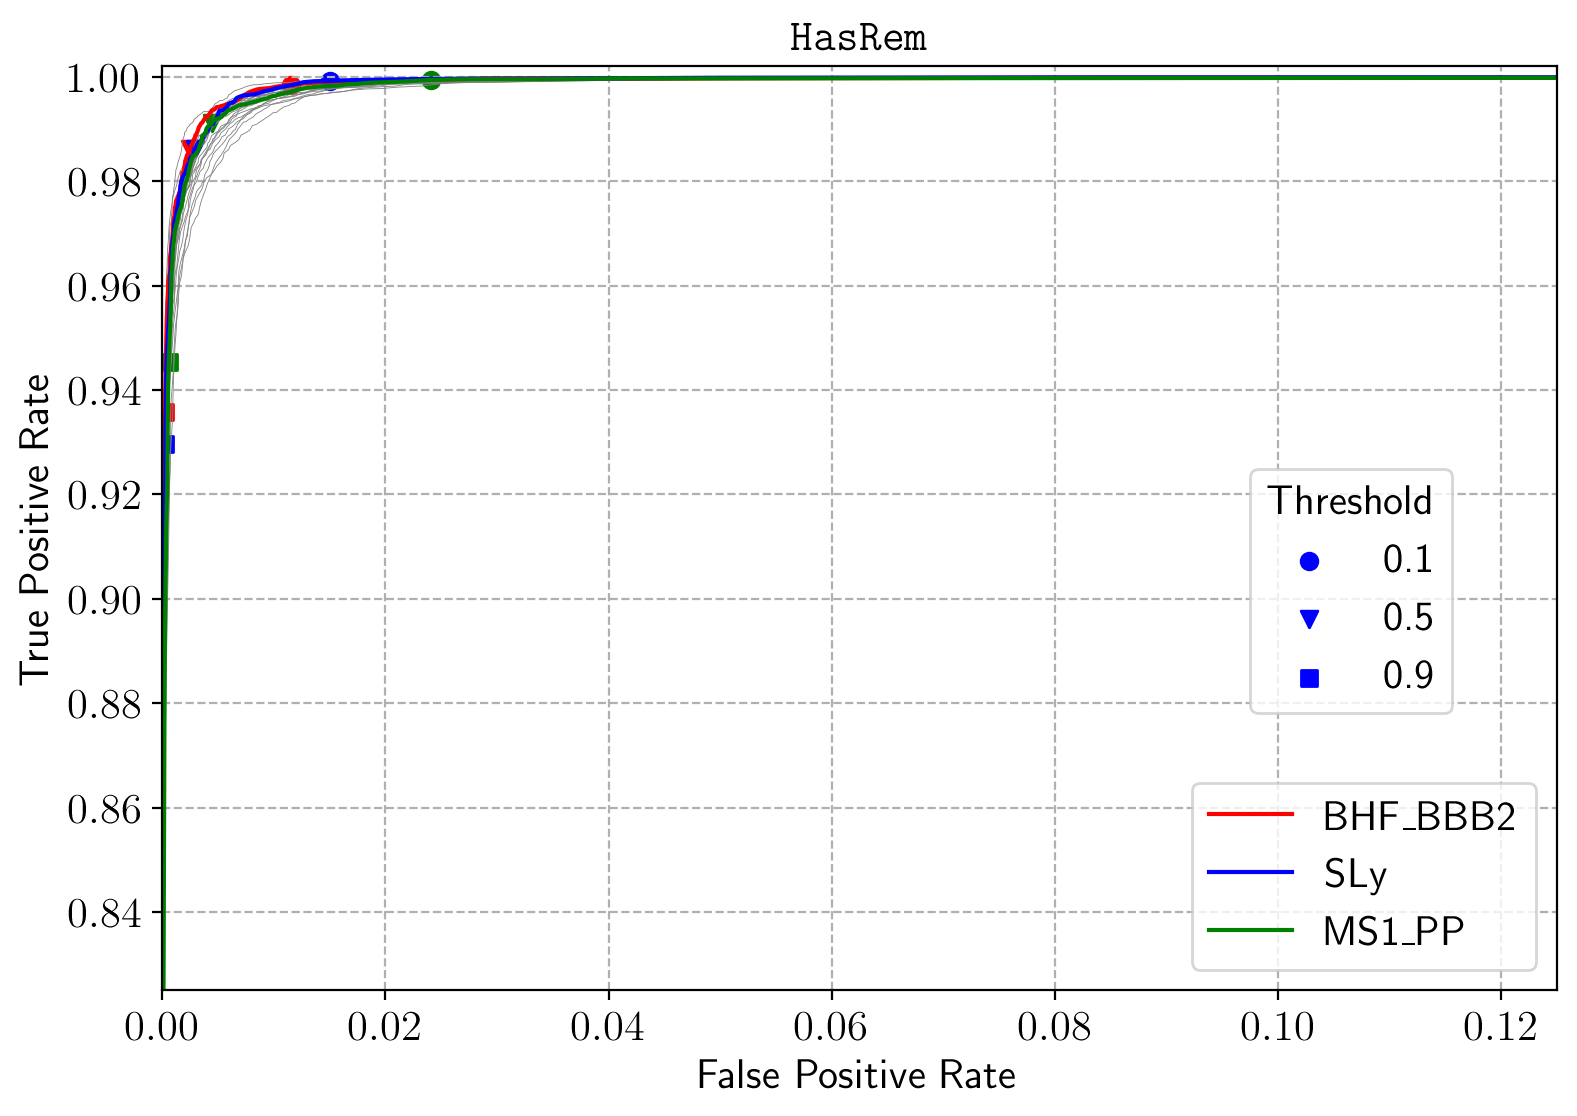 HasRem
1.00
0.98
0.96
0.94
0.92
0.90
0.88
0.86
0.84
True Positive Rate
Threshold
0.1
0.5
0.9
BHF_BBB2
SLy
MS1_PP
0.00 0.02 0.04 0.06 0.08 0.10 0.12
False Positive Rate